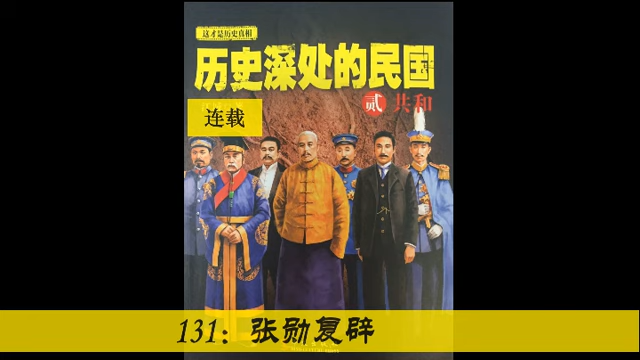 这才是历史真相
历史深处的民国
贰 共和
连载
131：张勋复辟